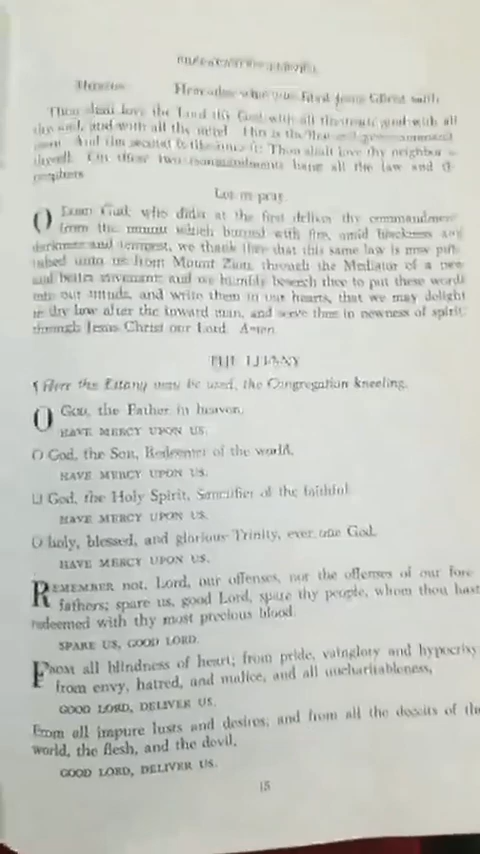 Hear also what our Lord Jesus Christ saith
Thou shalt love the Lord thy God with all thy heart, and with all
thy soul, and with all thy mind. This is the first and great command-
ment. And the second is like unto it: Thou shalt love thy neighbor
thyself. On these two commandments hang all the law and the
prophets
Let us pray.
O LORD God, who didst at the first deliver thy commandments
from the mount which burned with fire, amid blackness and
darkness and tempest, we thank thee that this same law is now pub-
lished unto us from Mount Zion, through the Mediator of a new
and better covenant; and we humbly beseech thee to put these words
into our minds, and write them in our hearts, that we may delight
in thy law after the inward man, and serve thee in newness of spirit;
through Jesus Christ our Lord. Amen.
THE LITANY
¶ Here the Litany may be used, the Congregation kneeling.
O GOD, the Father in heaven,
HAVE MERCY UPON US.
O God, the Son, Redeemer of the world,
HAVE MERCY UPON US.
O God, the Holy Spirit, Sanctifier of the faithful
HAVE MERCY UPON US.
O holy, blessed, and glorious Trinity, ever one God,
HAVE MERCY UPON US.
REMEMBER not, Lord, our offenses, nor the offenses of our fore
fathers; spare us, good Lord, spare thy people, whom thou hast
redeemed with thy most precious blood.
SPARE US, GOOD LORD.
FROM all blindness of heart; from pride, vainglory and hypocrisy
from envy, hatred, and malice, and all uncharitableness,
GOOD LORD, DELIVER US.
From all impure lusts and desires; and from all the deceits of the
world, the flesh, and the devil,
GOOD LORD, DELIVER US.
15